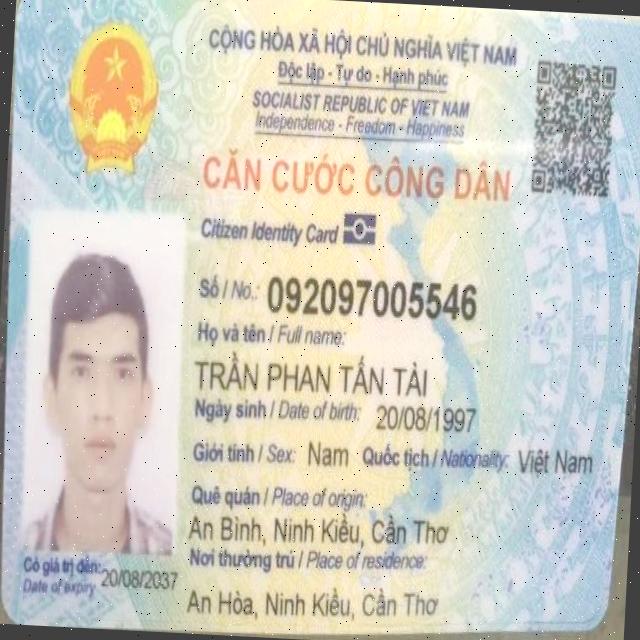 CỘNG HÒA XÃ HỘI CHỦ NGHĨA VIỆT NAM
Độc lập - Tự do - Hạnh phúc
SOCIALIST REPUBLIC OF VIET NAM
Independence - Freedom - Happiness
CĂN CƯỚC CÔNG DÂN
Citizen Identity Card
Số / No.: 092097005546
Họ và tên / Full name:
TRẦN PHAN TẤN TÀI
Ngày sinh / Date of birth: 20/08/1997
Giới tính / Sex: Nam Quốc tịch / Nationality: Việt Nam
Quê quán / Place of origin:
An Bình, Ninh Kiều, Cần Thơ
Nơi thường trú / Place of residence:
An Hòa, Ninh Kiều, Cần Thơ
Có giá trị đến: 20/08/2037
Date of expiry